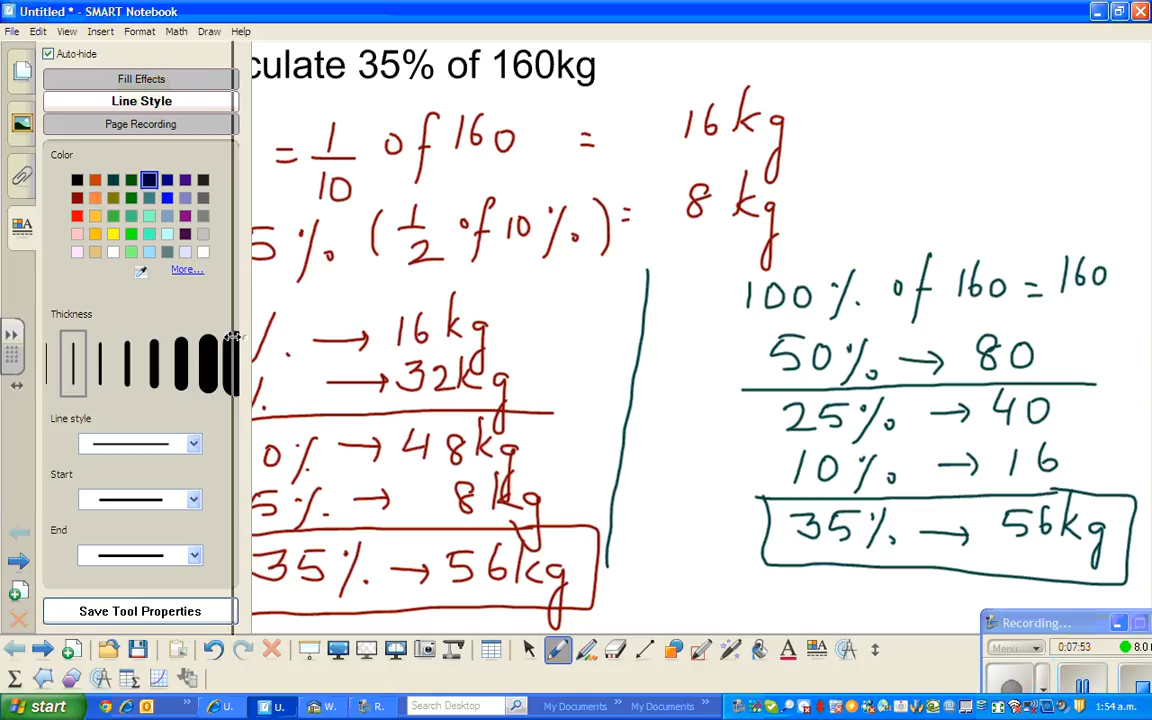 Untitled * - SMART Notebook
File Edit View Insert Format Math Draw Help
Auto-hide
Fill Effects
Line Style
Page Recording
Color
More...
Thickness
Line style
Start
End
Save Tool Properties
culate 35% of 160kg
= 1/10 of 160 = 16kg
5% (1/2 of 10%) = 8kg
%. → 16kg
%. → 32kg
0% → 48kg
5% → 8kg
35% → 56kg
100% of 160 = 160
50% → 80
25% → 40
10% → 16
35% → 56kg
Recording...
Menu
0:07:53
8.0
start
U.
U.
W.
R.
Search Desktop
My Documents
My Documents
1:54 a.m.